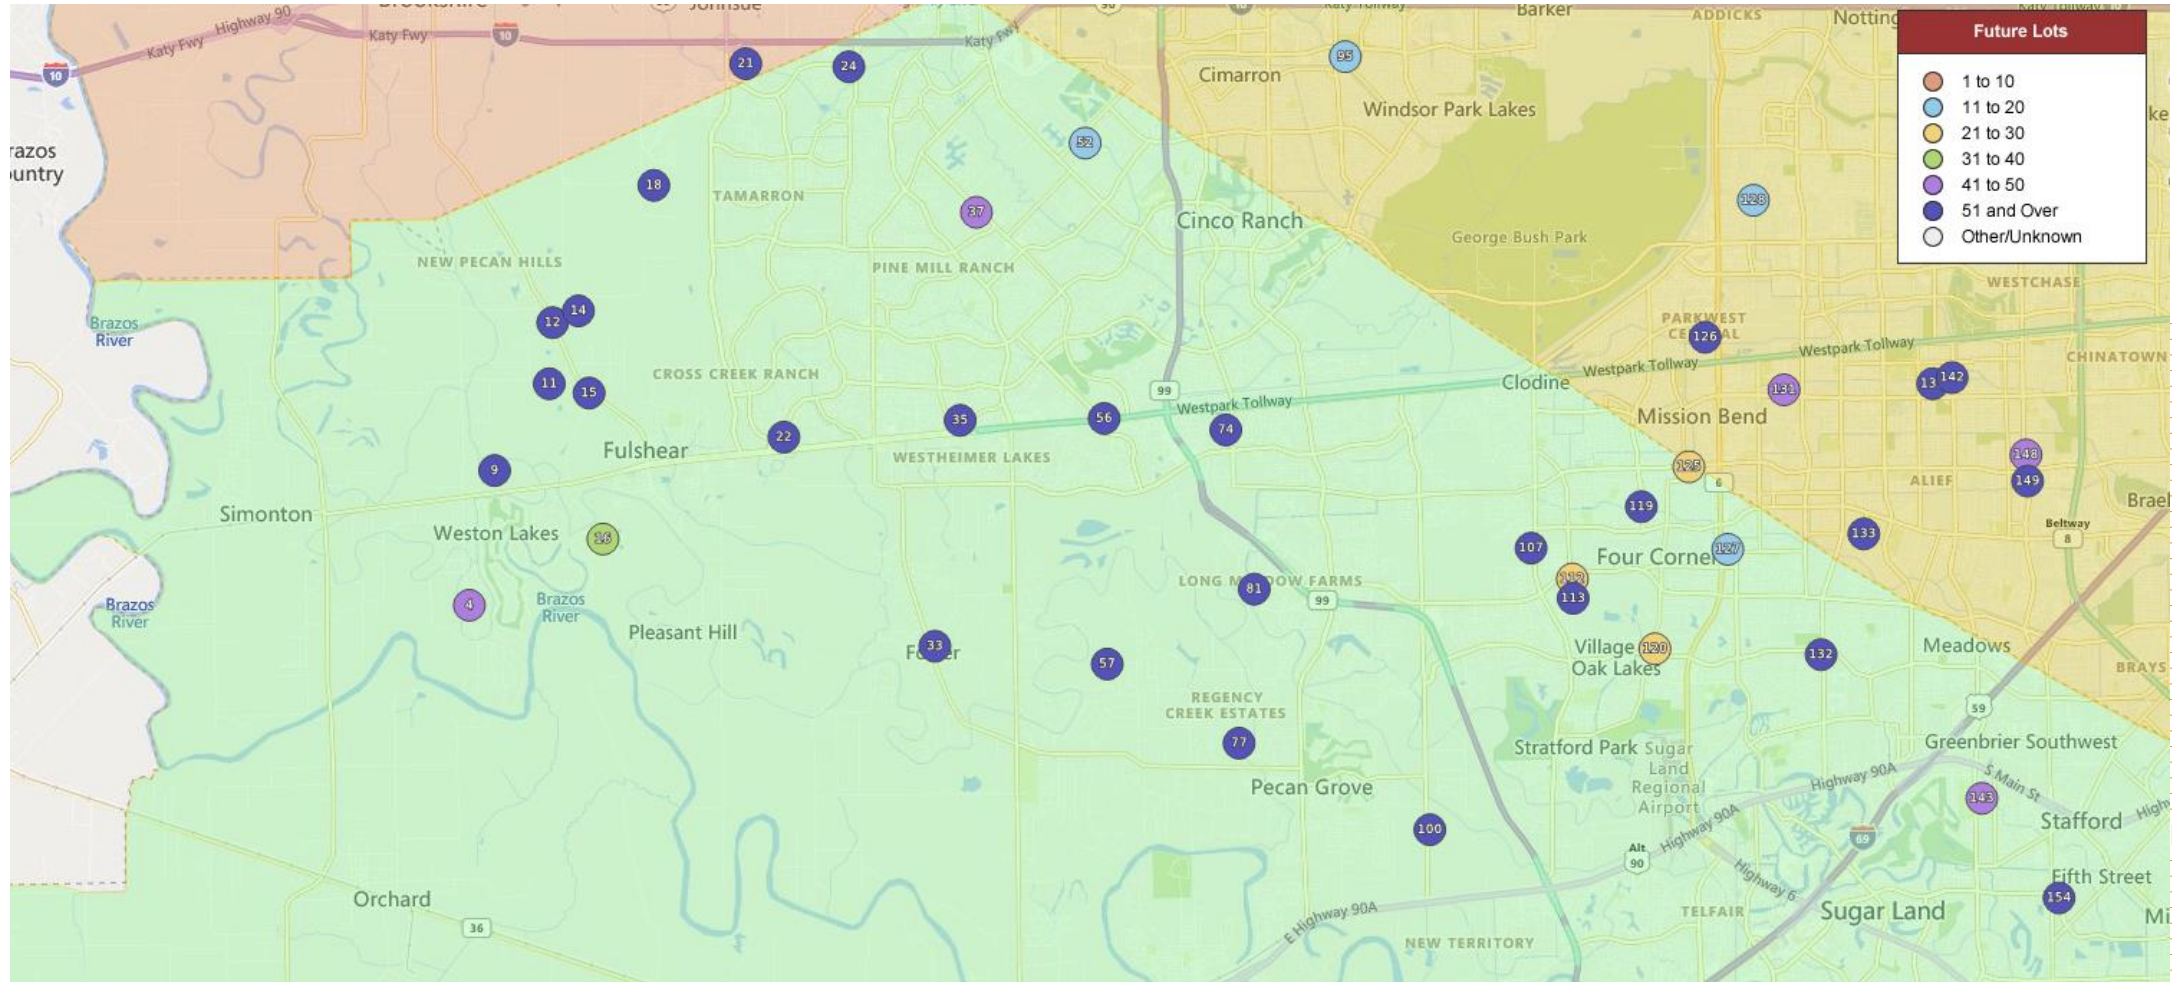 Highway 90
Katy Fwy
Katy Fwy
10
10
Katy Fwy
Katy Tollway
Barker
ADDICKS
Katy Tollway
Future Lots
1 to 10
11 to 20
21 to 30
31 to 40
41 to 50
51 and Over
Other/Unknown
21
24
95
Cimarron
Windsor Park Lakes
52
18
TAMARRON
37
Cinco Ranch
128
George Bush Park
NEW PECAN HILLS
PINE MILL RANCH
WESTCHASE
Brazos
River
12
14
PARKWEST
126
Westpark Tollway
Westpark Tollway
CHINATOWN
CROSS CREEK RANCH
11
15
99
Westpark Tollway
Clodine
131
13
142
Mission Bend
35
56
74
22
Fulshear
WESTHEIMER LAKES
9
125
6
148
149
ALIEF
Simonton
Weston Lakes
16
119
133
Beltway
8
107
Four Corner
127
4
Brazos
River
Brazos
River
Pleasant Hill
LONG MEADOW FARMS
81
99
112
113
33
57
Village
Oak Lakes
120
132
Meadows
BRAYS
REGENCY
CREEK ESTATES
77
59
Stratford Park
Sugar
Land
Regional
Airport
Greenbrier Southwest
Pecan Grove
Highway 90A
S Main St
143
Stafford
100
Highway 90A
Alt
90
69
Highway 6
Fifth Street
154
Orchard
36
E Highway 90A
TELFAIR
Sugar Land
NEW TERRITORY